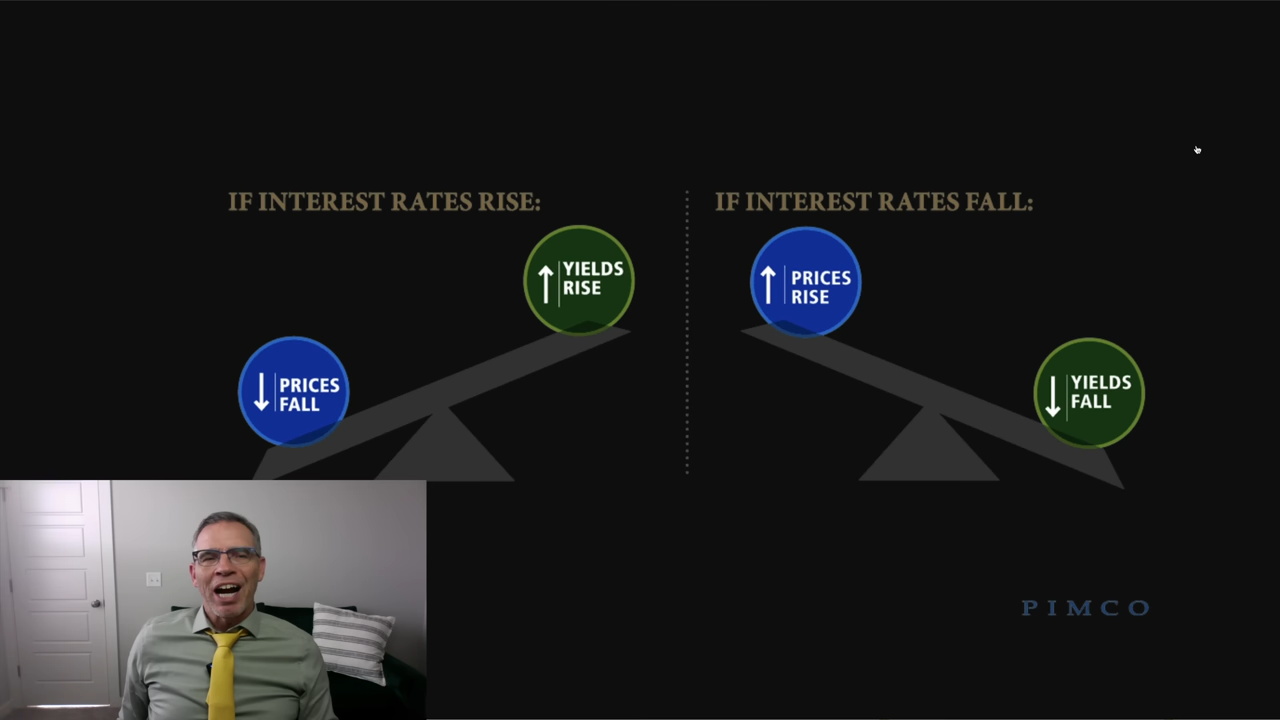 IF INTEREST RATES RISE:
YIELDS
RISE
PRICES
FALL
IF INTEREST RATES FALL:
PRICES
RISE
YIELDS
FALL
PIMCO